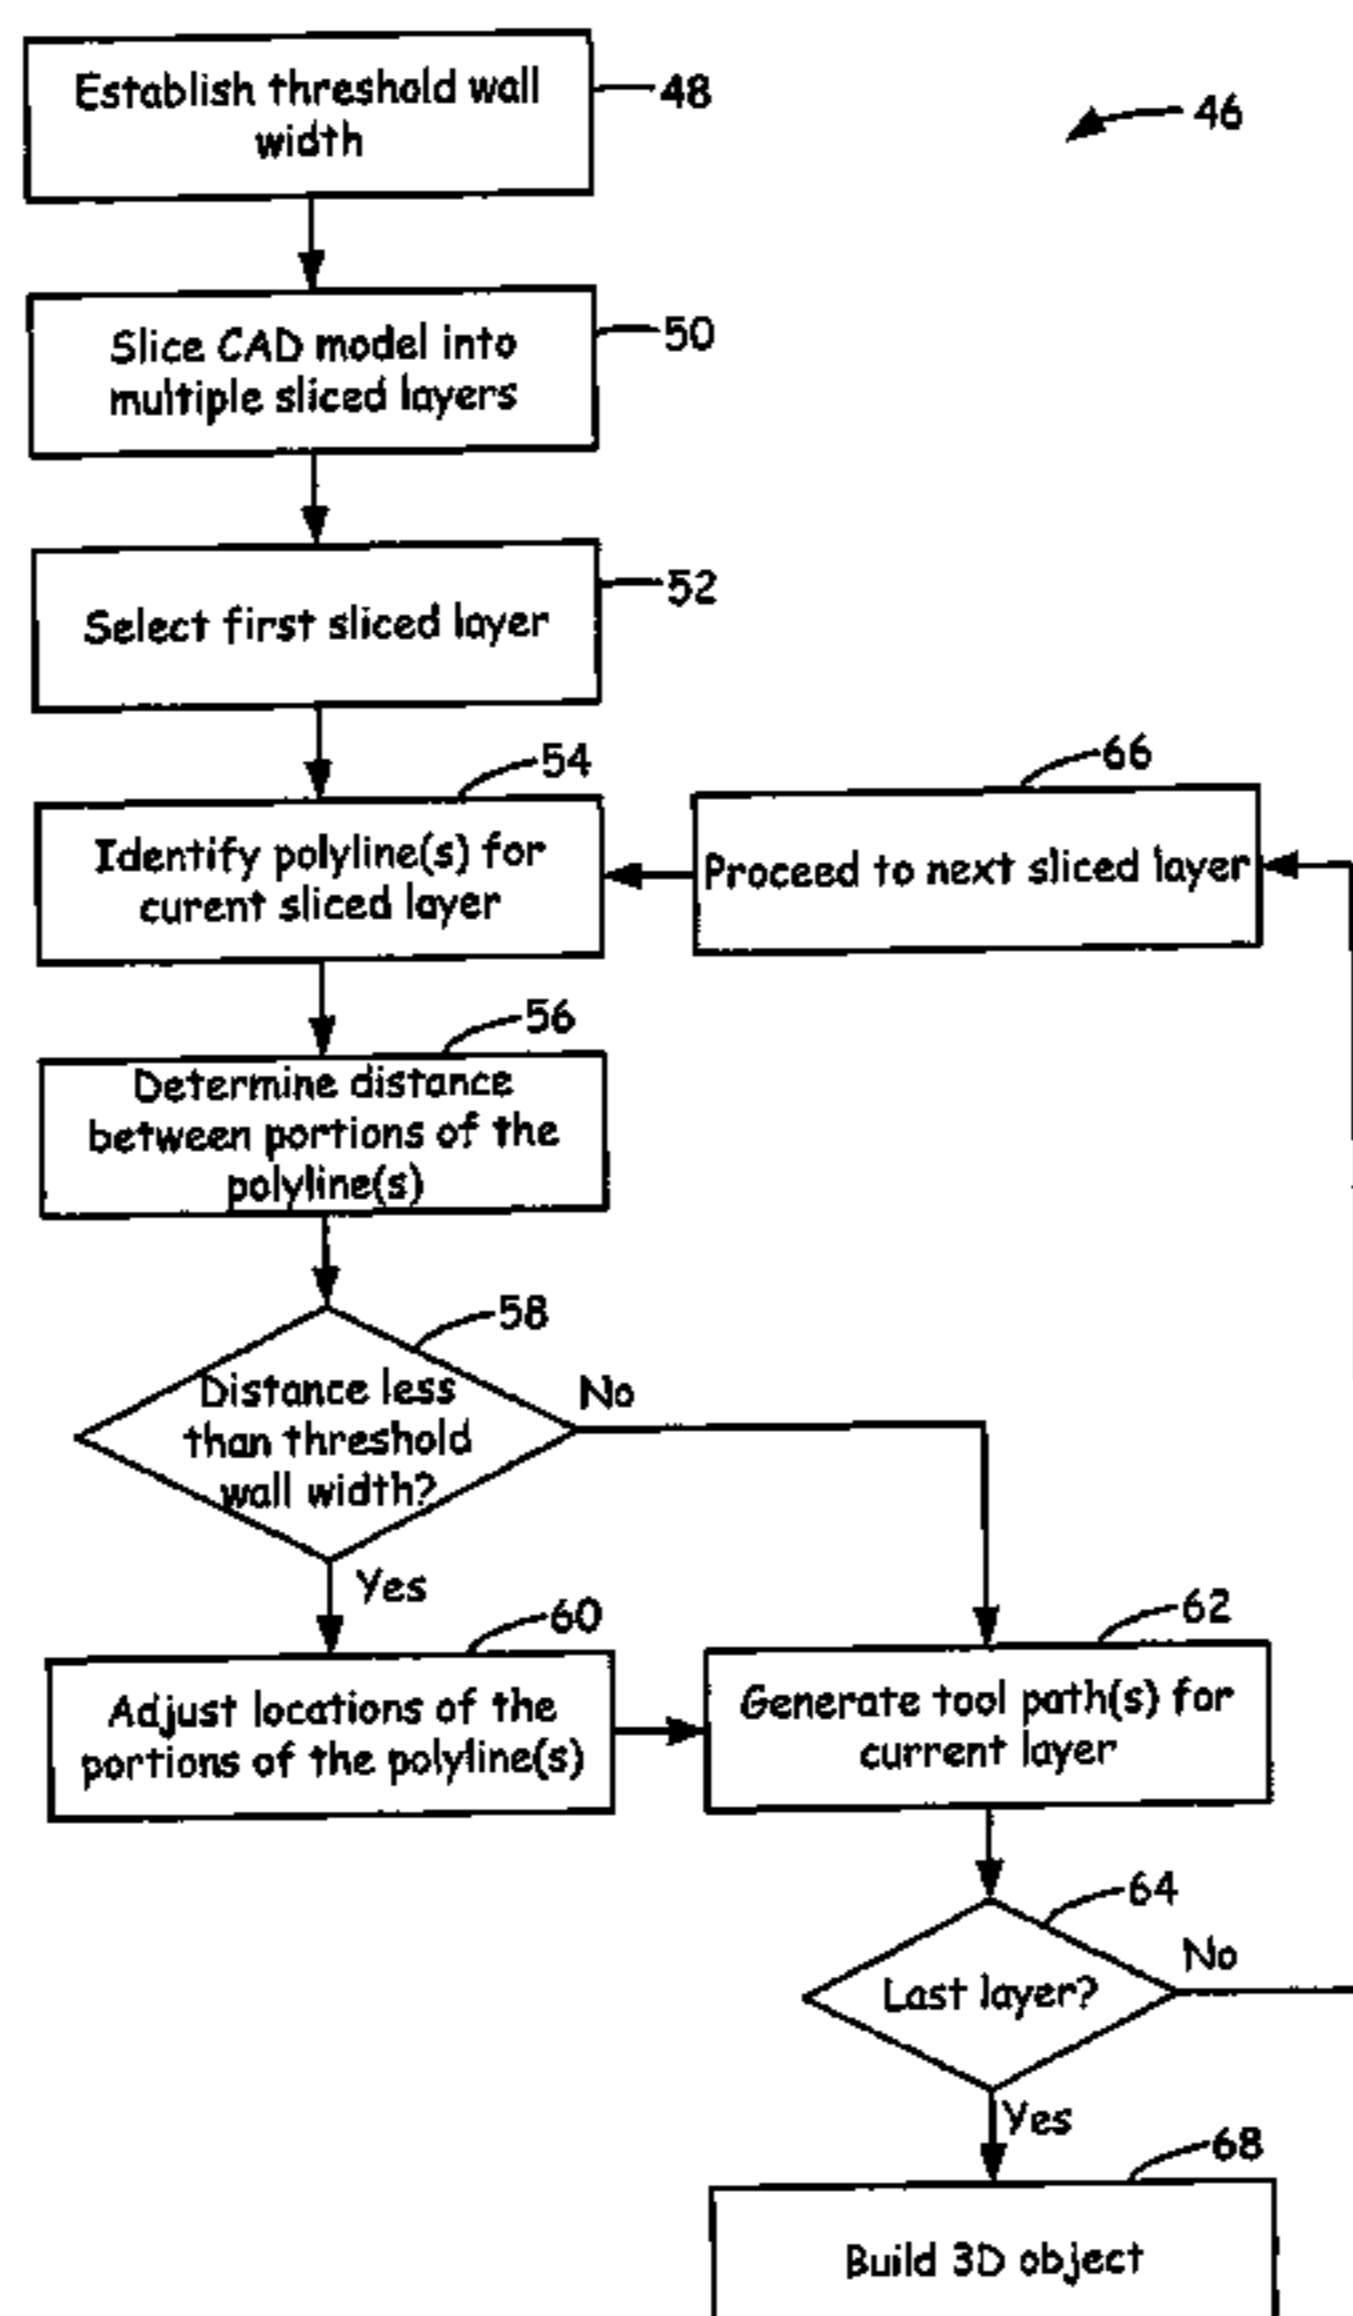 Establish threshold wall
width
48
46
Slice CAD model into
multiple sliced layers
50
Select first sliced layer
52
54
Identify polyline(s) for
curent sliced layer
66
Proceed to next sliced layer
56
Determine distance
between portions of the
polyline(s)
58
Distance less
than threshold
wall width?
No
Yes
60
Adjust locations of the
portions of the polyline(s)
62
Generate tool path(s) for
current layer
64
Last layer?
No
Yes
68
Build 3D object